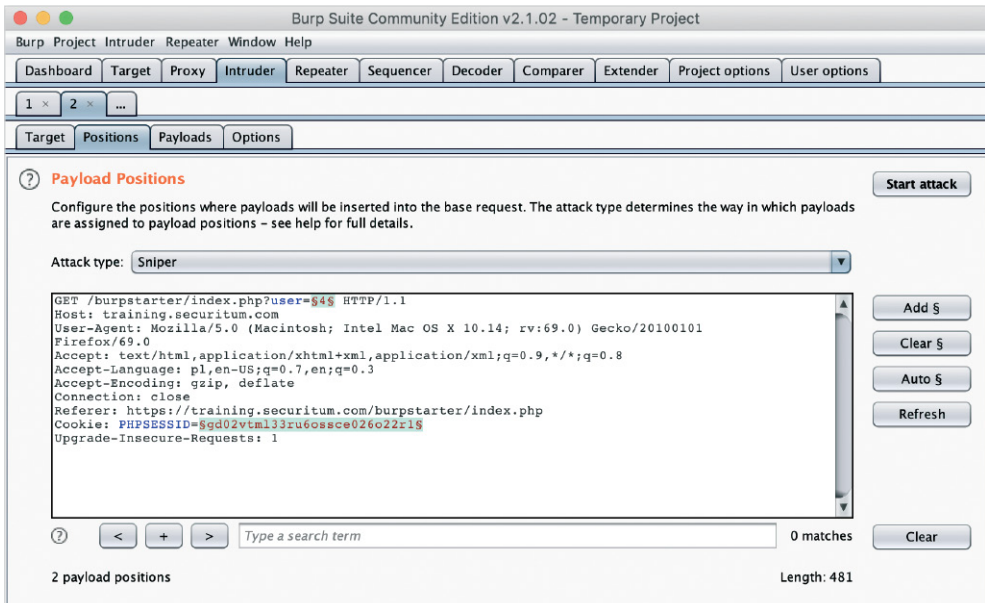 Burp Suite Community Edition v2.1.02 - Temporary Project
Burp Project Intruder Repeater Window Help
Dashboard Target Proxy Intruder Repeater Sequencer Decoder Comparer Extender Project options User options
1 × 2 × ...
Target Positions Payloads Options
? Payload Positions
Start attack
Configure the positions where payloads will be inserted into the base request. The attack type determines the way in which payloads
are assigned to payload positions – see help for full details.
Attack type: Sniper
GET /burpstarter/index.php?user=§4§ HTTP/1.1
Host: training.securitum.com
User-Agent: Mozilla/5.0 (Macintosh; Intel Mac OS X 10.14; rv:69.0) Gecko/20100101
Firefox/69.0
Accept: text/html,application/xhtml+xml,application/xml;q=0.9,*/*;q=0.8
Accept-Language: pl,en-US;q=0.7,en;q=0.3
Accept-Encoding: gzip, deflate
Connection: close
Referer: https://training.securitum.com/burpstarter/index.php
Cookie: PHPSESSID=§gd02vtml33ru6ossce026o22r1§
Upgrade-Insecure-Requests: 1
Add §
Clear §
Auto §
Refresh
? < + > Type a search term 0 matches Clear
2 payload positions Length: 481